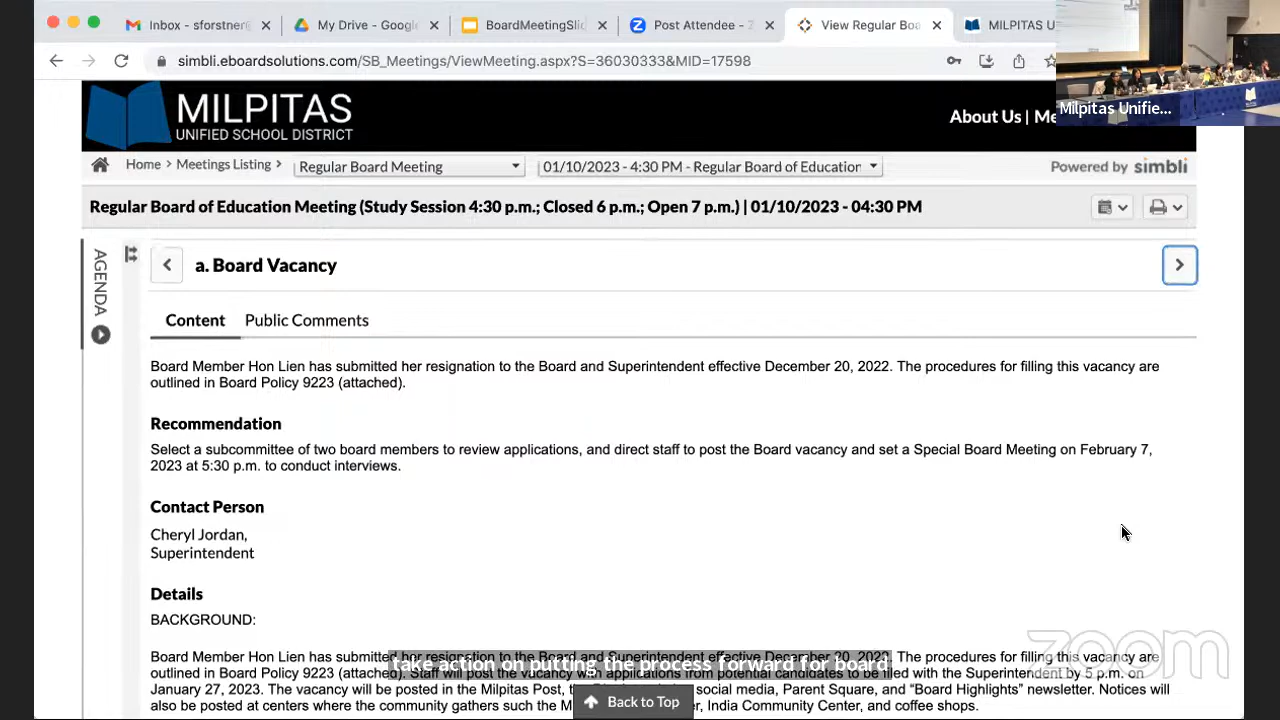 Inbox - sforstner@
My Drive - Google
BoardMeetingSlid
Post Attendee - Z
View Regular Boa
MILPITAS U
simbli.eboardsolutions.com/SB_Meetings/ViewMeeting.aspx?S=36030333&MID=17598
Milpitas Unifie...
MILPITAS
UNIFIED SCHOOL DISTRICT
About Us | Me
Home > Meetings Listing >
Regular Board Meeting
01/10/2023 - 4:30 PM - Regular Board of Education
Powered by simbli
Regular Board of Education Meeting (Study Session 4:30 p.m.; Closed 6 p.m.; Open 7 p.m.) | 01/10/2023 - 04:30 PM
AGENDA
a. Board Vacancy
Content
Public Comments
Board Member Hon Lien has submitted her resignation to the Board and Superintendent effective December 20, 2022. The procedures for filling this vacancy are
outlined in Board Policy 9223 (attached).
Recommendation
Select a subcommittee of two board members to review applications, and direct staff to post the Board vacancy and set a Special Board Meeting on February 7,
2023 at 5:30 p.m. to conduct interviews.
Contact Person
Cheryl Jordan,
Superintendent
Details
BACKGROUND:
Board Member Hon Lien has submitted her resignation to the Board and Superintendent effective December 20, 2022. The procedures for filling this vacancy are
take action on putting the process forward for board
outlined in Board Policy 9223 (attached). Staff will post the vacancy with applications from potential candidates to be filed with the Superintendent by 5 p.m. on
January 27, 2023. The vacancy will be posted in the Milpitas Post, social media, Parent Square, and “Board Highlights” newsletter. Notices will
also be posted at centers where the community gathers such the M India Community Center, and coffee shops.
Back to Top
zoom